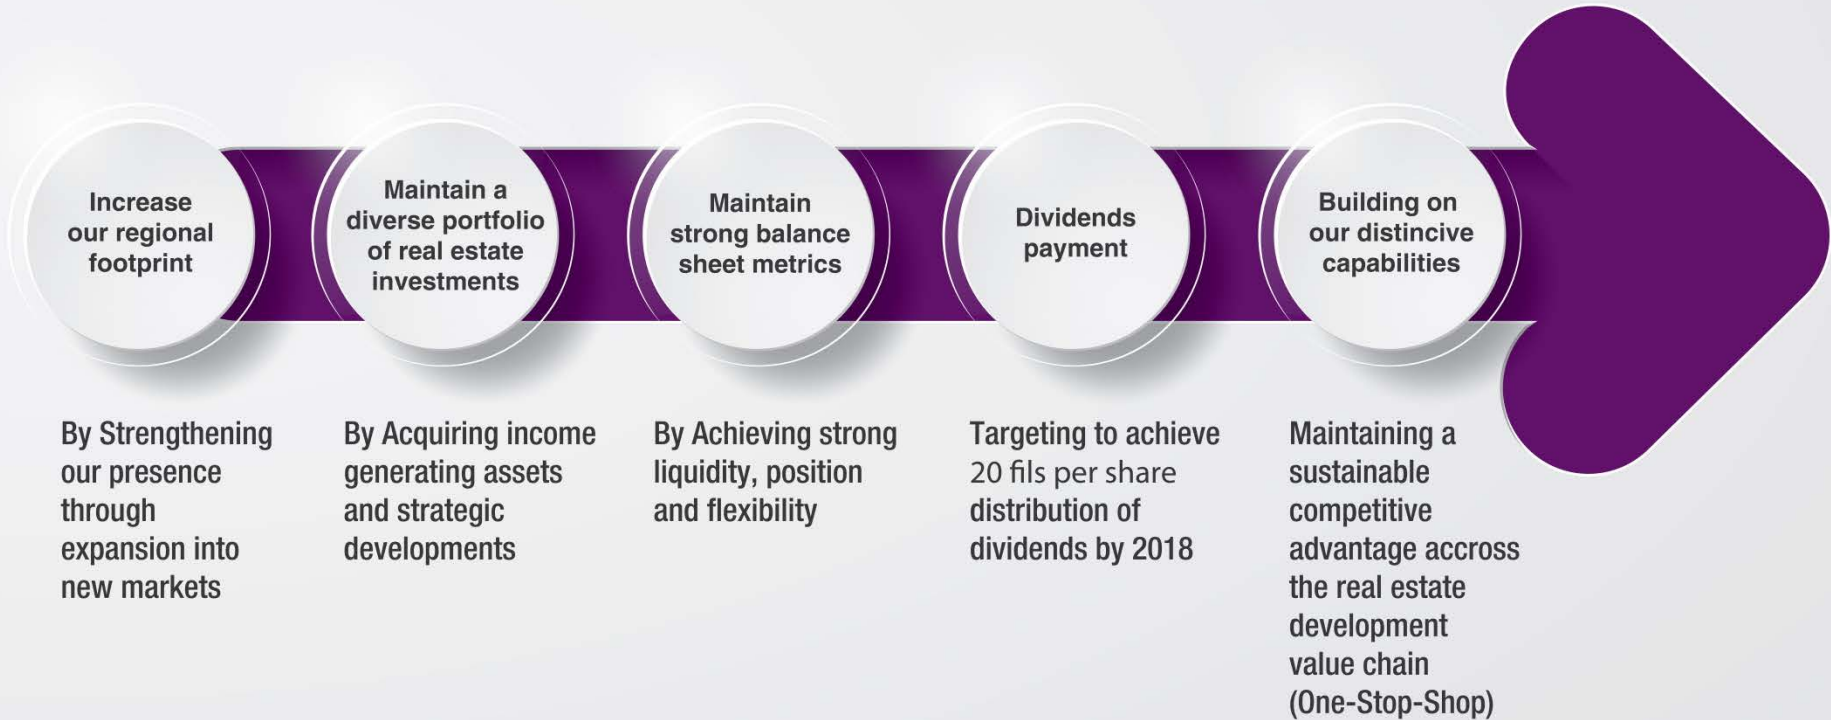 Increase
our regional
footprint
Maintain a
diverse portfolio
of real estate
investments
Maintain
strong balance
sheet metrics
Dividends
payment
Building on
our distincive
capabilities
By Strengthening
our presence
through
expansion into
new markets
By Acquiring income
generating assets
and strategic
developments
By Achieving strong
liquidity, position
and flexibility
Targeting to achieve
20 fils per share
distribution of
dividends by 2018
Maintaining a
sustainable
competitive
advantage accross
the real estate
development
value chain
(One-Stop-Shop)